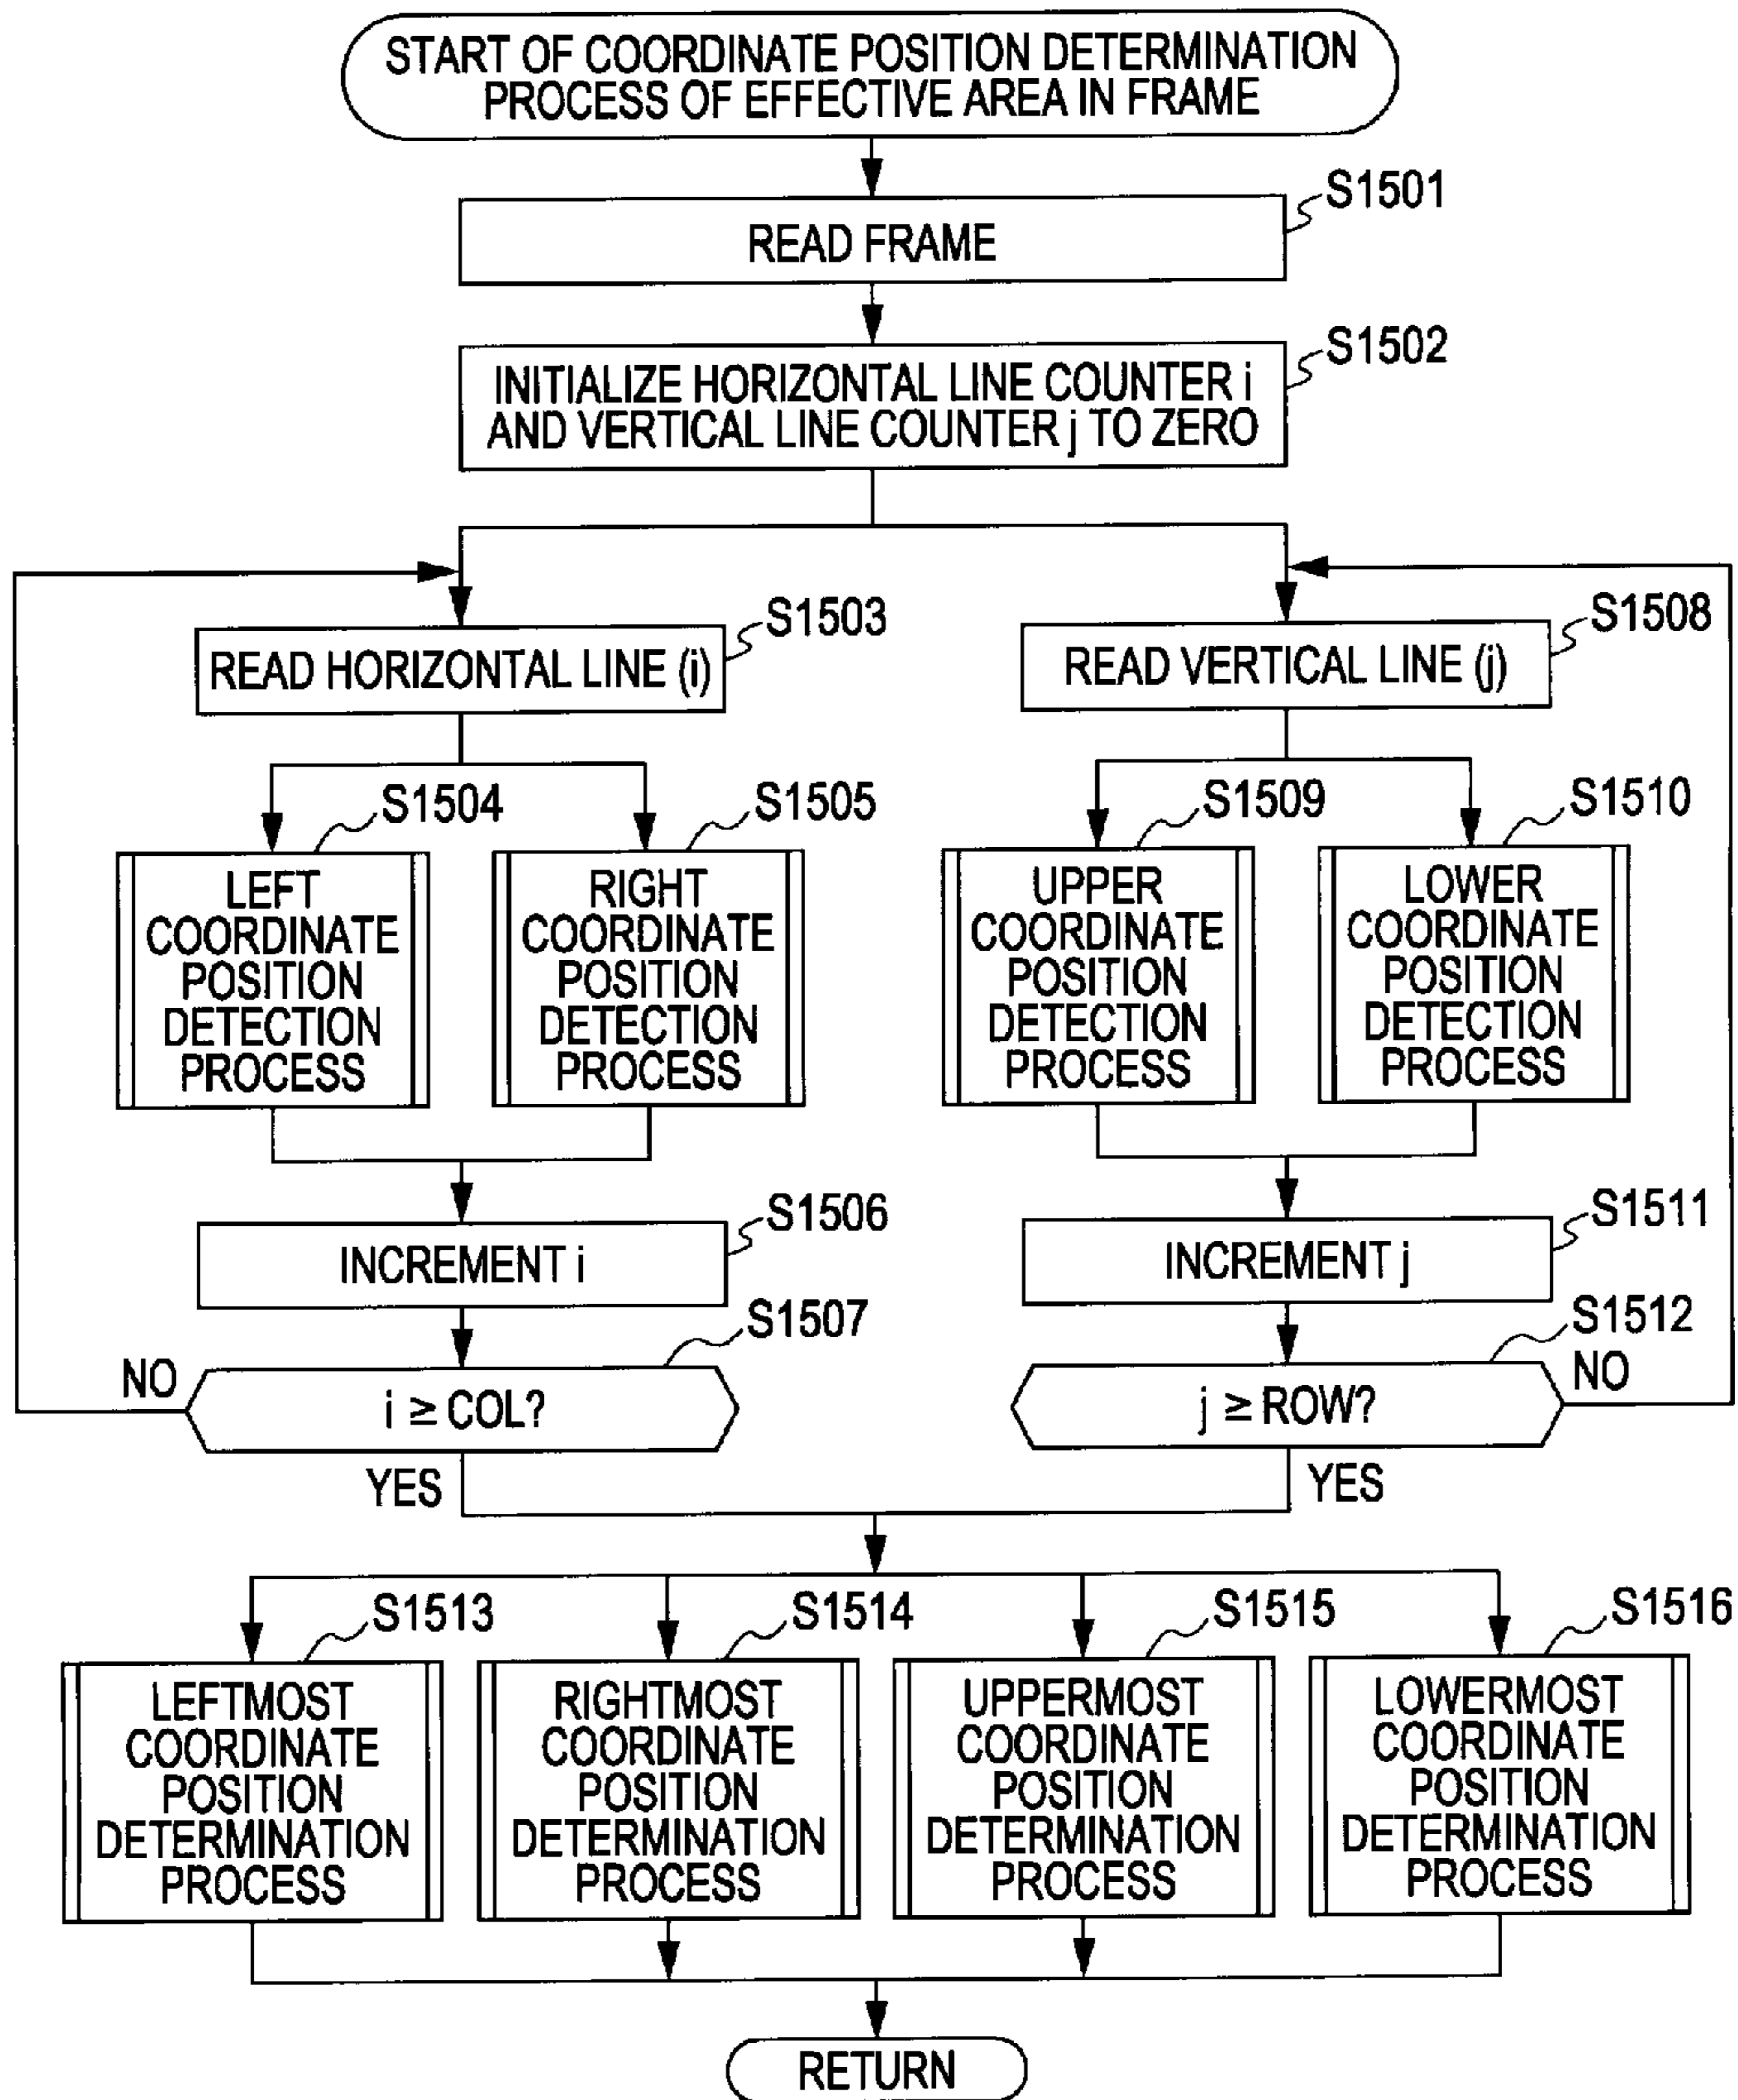 START OF COORDINATE POSITION DETERMINATION
PROCESS OF EFFECTIVE AREA IN FRAME
S1501
READ FRAME
S1502
INITIALIZE HORIZONTAL LINE COUNTER i
AND VERTICAL LINE COUNTER j TO ZERO
S1503
READ HORIZONTAL LINE (i)
S1508
READ VERTICAL LINE (j)
S1504
LEFT
COORDINATE
POSITION
DETECTION
PROCESS
S1505
RIGHT
COORDINATE
POSITION
DETECTION
PROCESS
S1509
UPPER
COORDINATE
POSITION
DETECTION
PROCESS
S1510
LOWER
COORDINATE
POSITION
DETECTION
PROCESS
S1506
INCREMENT i
S1511
INCREMENT j
S1507
NO
i ≥ COL?
YES
S1512
j ≥ ROW?
NO
YES
S1513
LEFTMOST
COORDINATE
POSITION
DETERMINATION
PROCESS
S1514
RIGHTMOST
COORDINATE
POSITION
DETERMINATION
PROCESS
S1515
UPPERMOST
COORDINATE
POSITION
DETERMINATION
PROCESS
S1516
LOWERMOST
COORDINATE
POSITION
DETERMINATION
PROCESS
RETURN